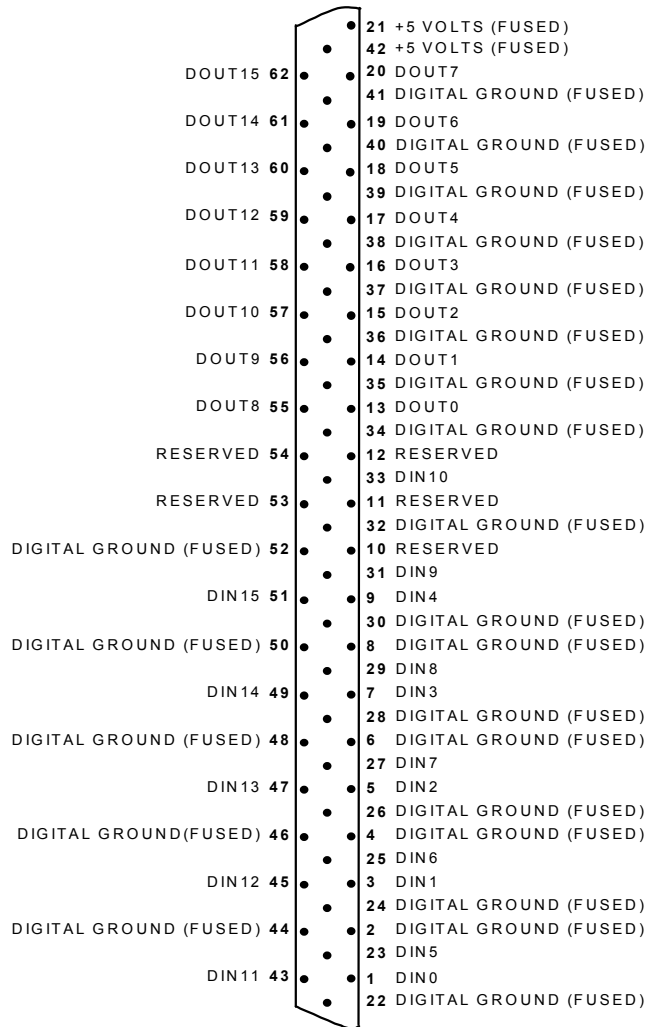 21 +5 VOLTS (FUSED)
42 +5 VOLTS (FUSED)
DOUT15 62 20 DOUT7
41 DIGITAL GROUND (FUSED)
DOUT14 61 19 DOUT6
40 DIGITAL GROUND (FUSED)
DOUT13 60 18 DOUT5
39 DIGITAL GROUND (FUSED)
DOUT12 59 17 DOUT4
38 DIGITAL GROUND (FUSED)
DOUT11 58 16 DOUT3
37 DIGITAL GROUND (FUSED)
DOUT10 57 15 DOUT2
36 DIGITAL GROUND (FUSED)
DOUT9 56 14 DOUT1
35 DIGITAL GROUND (FUSED)
DOUT8 55 13 DOUT0
34 DIGITAL GROUND (FUSED)
RESERVED 54 12 RESERVED
33 DIN10
RESERVED 53 11 RESERVED
32 DIGITAL GROUND (FUSED)
DIGITAL GROUND (FUSED) 52 10 RESERVED
31 DIN9
DIN15 51 9 DIN4
30 DIGITAL GROUND (FUSED)
DIGITAL GROUND (FUSED) 50 8 DIGITAL GROUND (FUSED)
29 DIN8
DIN14 49 7 DIN3
28 DIGITAL GROUND (FUSED)
DIGITAL GROUND (FUSED) 48 6 DIGITAL GROUND (FUSED)
27 DIN7
DIN13 47 5 DIN2
26 DIGITAL GROUND (FUSED)
DIGITAL GROUND(FUSED) 46 4 DIGITAL GROUND (FUSED)
25 DIN6
DIN12 45 3 DIN1
24 DIGITAL GROUND (FUSED)
DIGITAL GROUND (FUSED) 44 2 DIGITAL GROUND (FUSED)
23 DIN5
DIN11 43 1 DIN0
22 DIGITAL GROUND (FUSED)